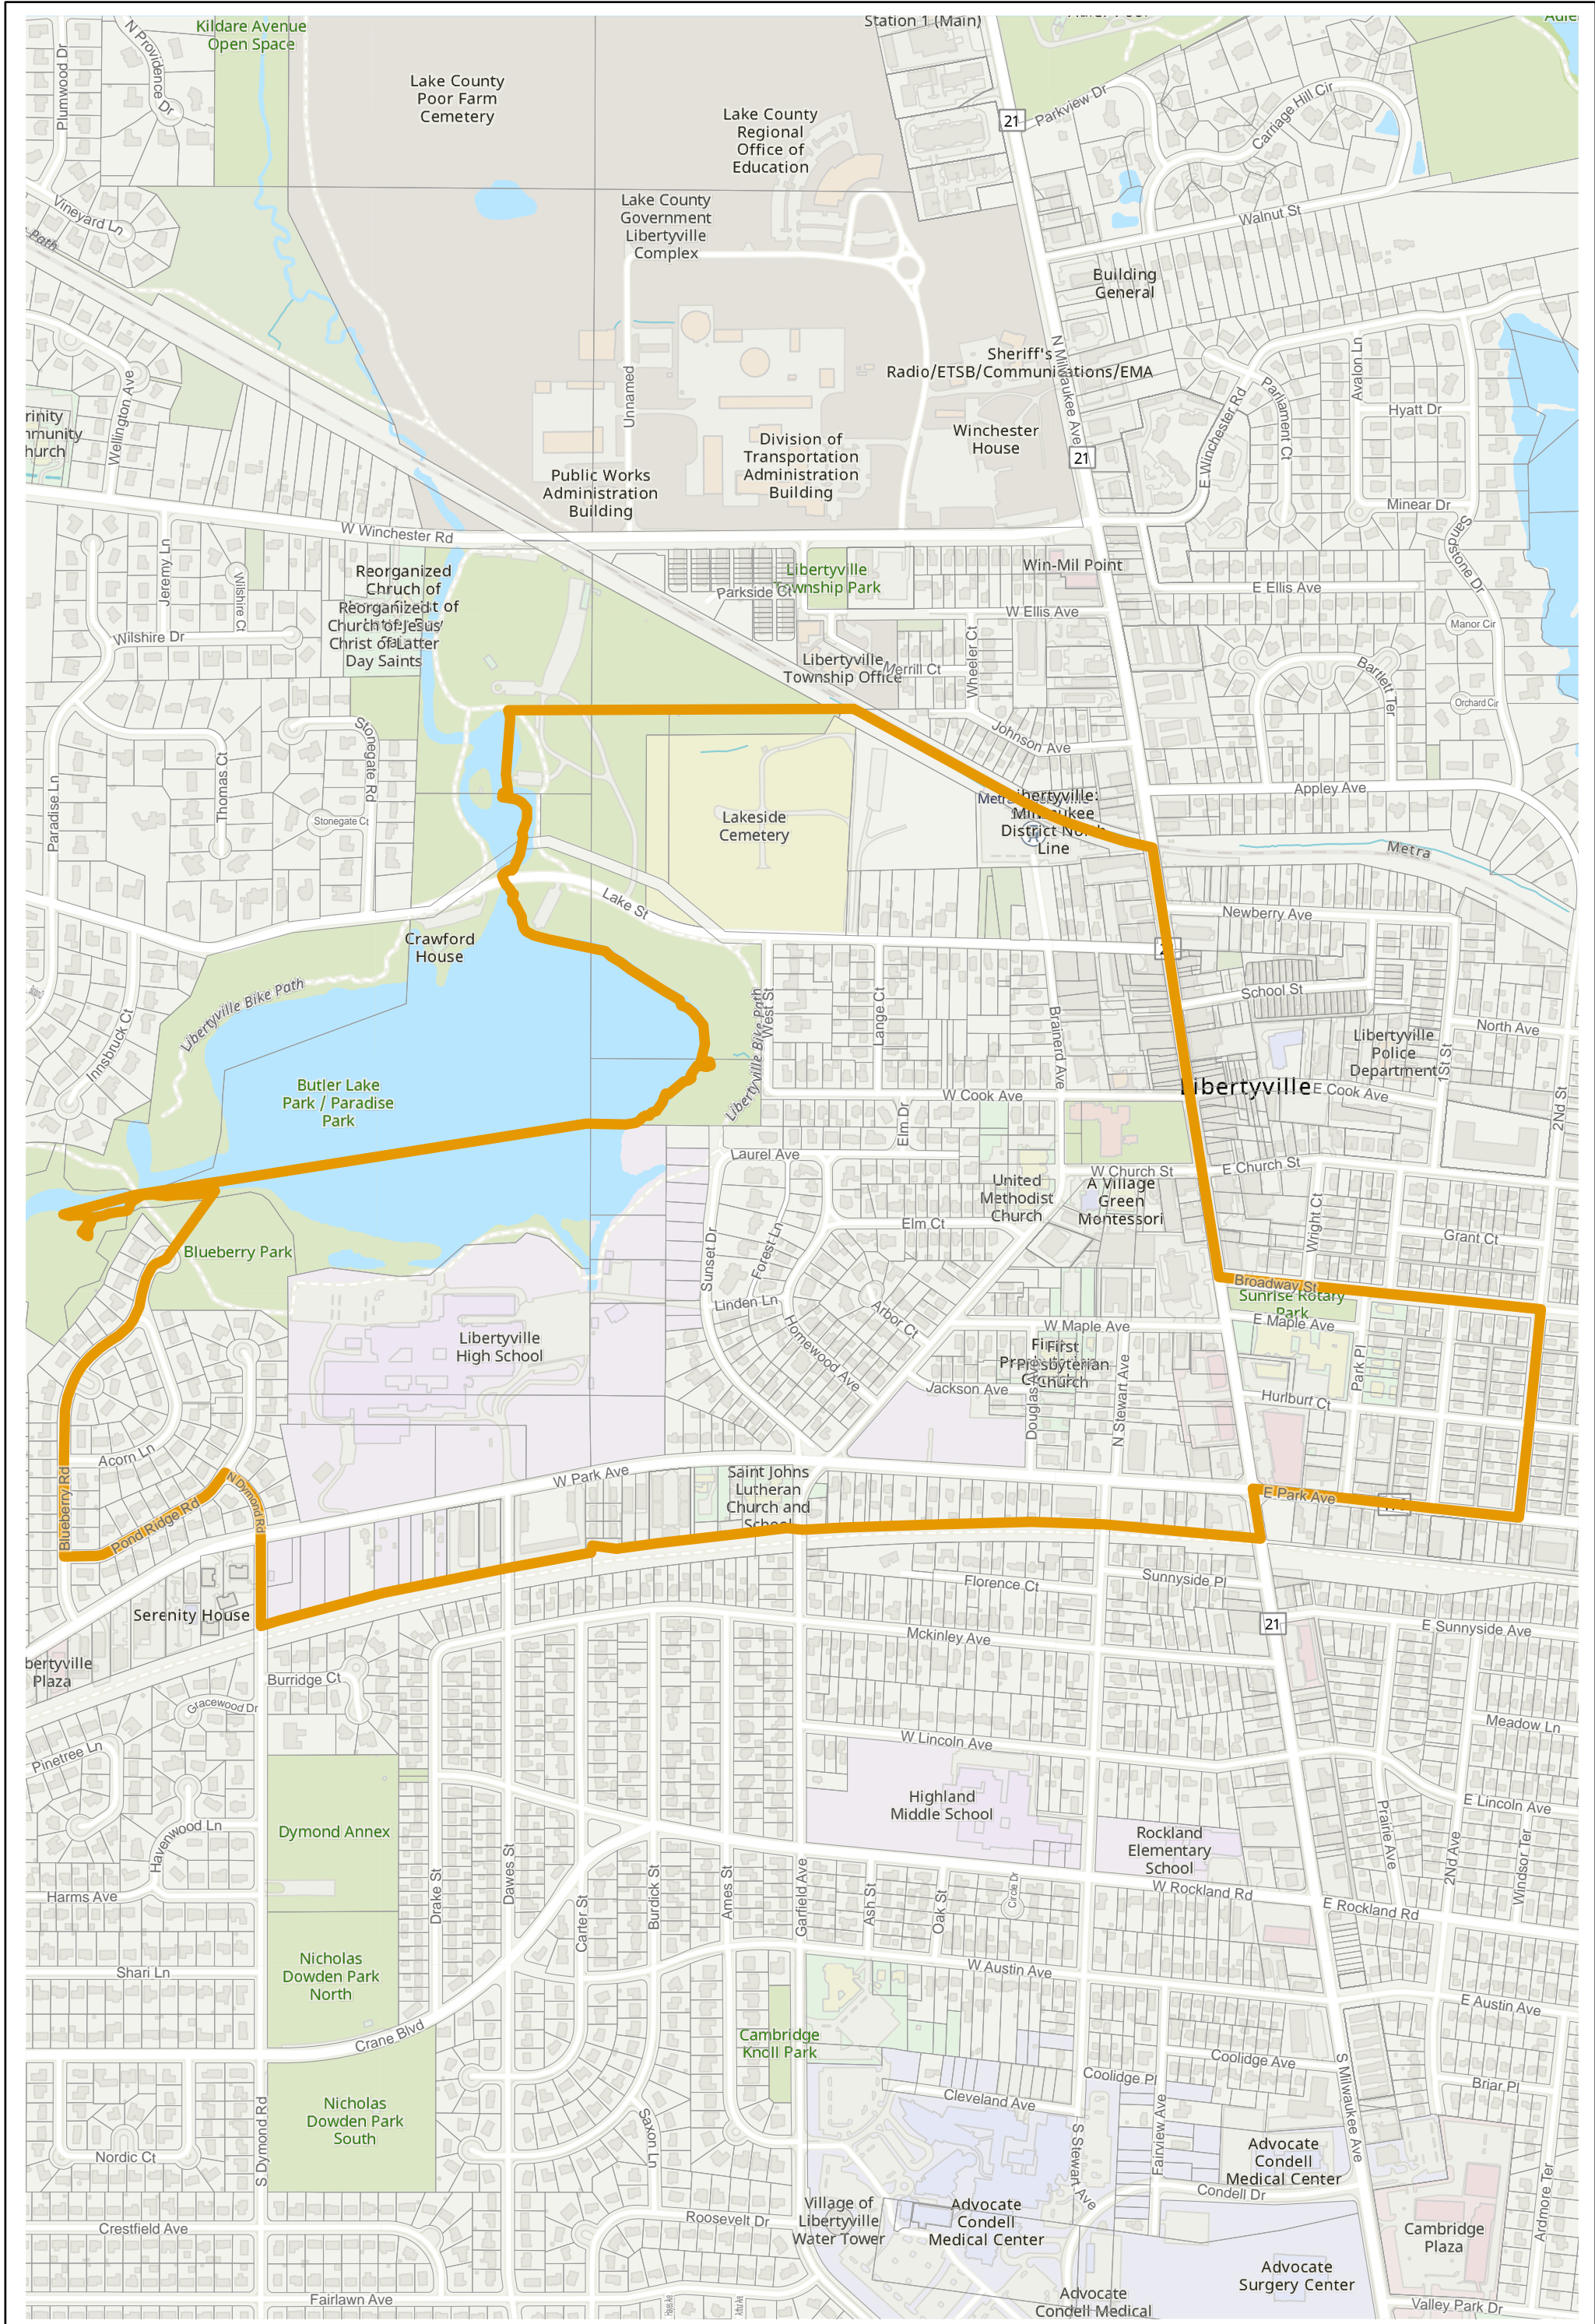 Station 1 (Main)
Kildare Avenue
Open Space
N Providence Dr
Plumwood Dr
Lake County
Poor Farm
Cemetery
Lake County
Regional
Office of
Education
21
Parkview Dr
Carriage Hill Cir
Vineyard Ln
Path
Lake County
Government
Libertyville
Complex
Walnut St
Building
General
N Milwaukee Ave
Sheriff's
Radio/ETSB/Communications/EMA
Unnamed
Wellington Ave
E Winchester Rd
Parliament Ct
Avalon Ln
Hyatt Dr
Winchester
House
Division of
Transportation
Administration
Building
21
Public Works
Administration
Building
Minear Dr
Sandstone Dr
W Winchester Rd
Jeremy Ln
Wilshire Ct
Wilshire Dr
Reorganized
Chruch of
Reorganized
Church of Jesus
Christ of Latter
Day Saints
Libertyville
Township Park
Parkside Ct
Win-Mil Point
E Ellis Ave
W Ellis Ave
Manor Cir
Libertyville
Township Office
Merrill Ct
Wheeler Ct
Bartlett Ter
Orchard Cir
Johnson Ave
Stonegate Rd
Thomas Ct
Stonegate Ct
Paradise Ln
Appley Ave
Lakeside
Cemetery
Libertyville:
Milwaukee
District North
Line
Metra
Lake St
Newberry Ave
Crawford
House
Libertyville Bike Path
Innsbruck Ct
School St
West St
Lange Ct
Brainerd Ave
North Ave
Libertyville
Police
Department
1St St
2Nd St
Libertyville Bike Path
Butler Lake
Park / Paradise
Park
Libertyville
W Cook Ave
E Cook Ave
Elm Dr
Laurel Ave
W Church St
E Church St
United
Methodist
Church
A Village
Green
Montessori
Wright Ct
Grant Ct
Elm Ct
Blueberry Park
Sunset Dr
Forest Ln
Broadway St
Sunrise Rotary
Park
Linden Ln
Arbor Ct
Homewood Ave
W Maple Ave
E Maple Ave
Libertyville
High School
First
Presbyterian
Church
Jackson Ave
Douglas Ave
N Stewart Ave
Park Pl
Hurlburt Ct
Acorn Ln
Blueberry Rd
Pond Ridge Rd
N Dymond Rd
W Park Ave
E Park Ave
Saint Johns
Lutheran
Church and
School
Florence Ct
Sunnyside Pl
Serenity House
21
E Sunnyside Ave
Mckinley Ave
Plaza
Burridge Ct
Gracewood Dr
Pinetree Ln
W Lincoln Ave
Meadow Ln
Highland
Middle School
E Lincoln Ave
Dymond Annex
Havenwood Ln
Rockland
Elementary
School
Prairie Ave
2Nd Ave
Windsor Ter
Harms Ave
Drake St
Dawes St
Carter St
Burdick St
Ames St
Garfield Ave
Ash St
Oak St
Circle Dr
W Rockland Rd
E Rockland Rd
Shari Ln
Nicholas
Dowden Park
North
W Austin Ave
E Austin Ave
Crane Blvd
Cambridge
Knoll Park
Coolidge Ave
Coolidge Pl
Cleveland Ave
Briar Pl
S Milwaukee Ave
Nicholas
Dowden Park
South
Saxon Ln
S Stewart Ave
Fairview Ave
Nordic Ct
S Dymond Rd
Advocate
Condell
Medical Center
Condell Dr
Ardmore Ter
Village of
Libertyville
Water Tower
Advocate
Condell
Medical Center
Roosevelt Dr
Crestfield Ave
Cambridge
Plaza
Advocate
Surgery Center
Fairlawn Ave
Advocate
Condell Medical
Valley Park Dr